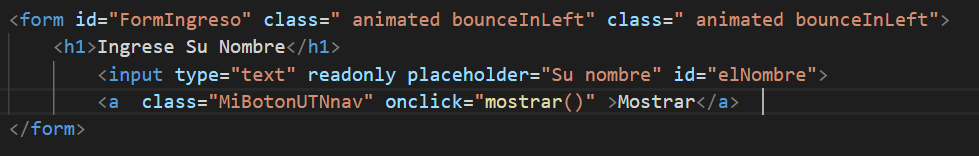 <form id="FormIngreso" class=" animated bounceInLeft" class=" animated bounceInLeft">
<h1>Ingrese Su Nombre</h1>
<input type="text" readonly placeholder="Su nombre" id="elNombre">
<a  class="MiBotonUTNnav" onclick="mostrar()" >Mostrar</a>
</form>